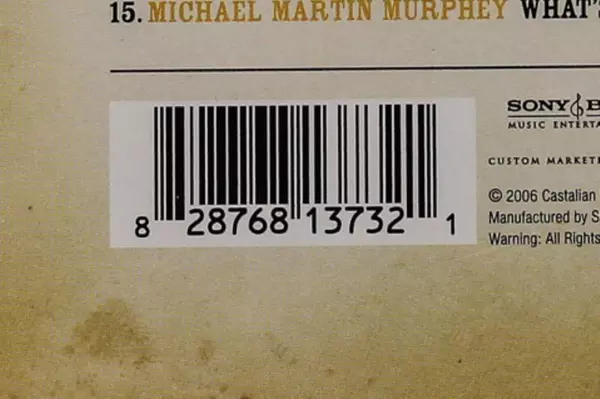 15. MICHAEL MARTIN MURPHEY WHAT'S
SONY B
MUSIC ENTERTA
CUSTOM MARKET
© 2006 Castalian
Manufactured by S
Warning: All Rights
8 28768 13732 1